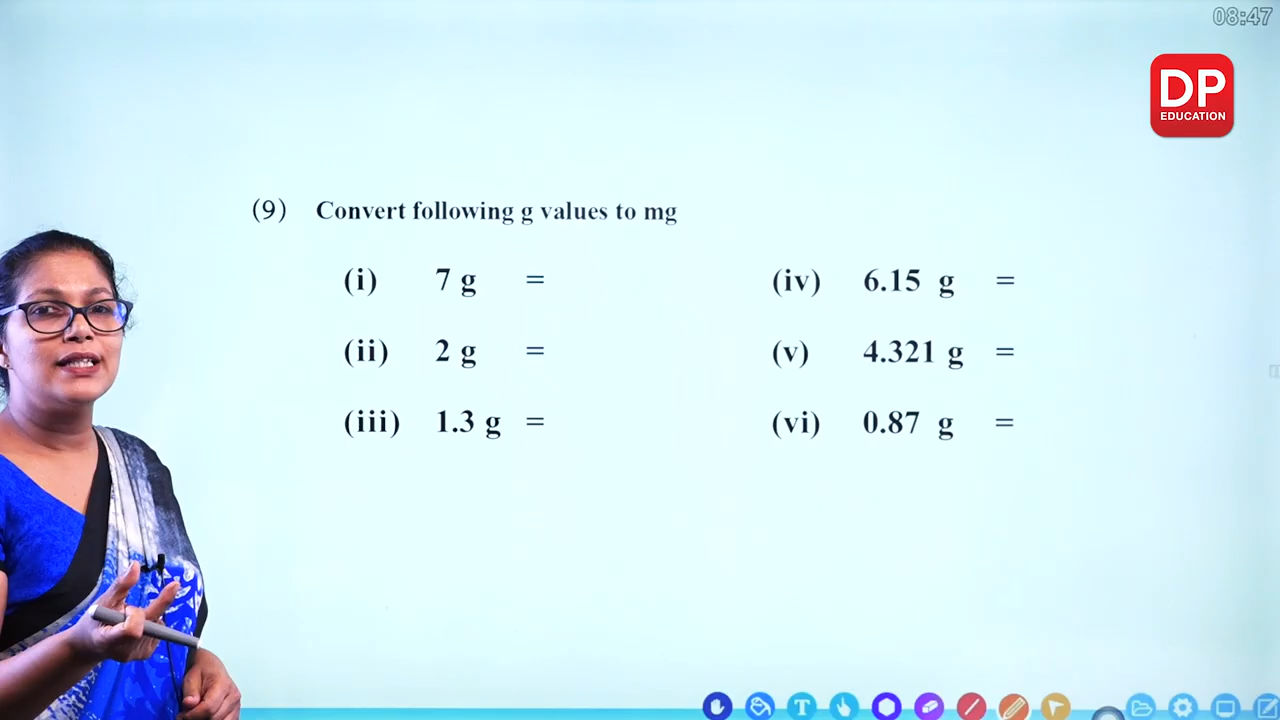 08:47
DP
EDUCATION
(9) Convert following g values to mg
(i) 7 g =
(ii) 2 g =
(iii) 1.3 g =
(iv) 6.15 g =
(v) 4.321 g =
(vi) 0.87 g =
T